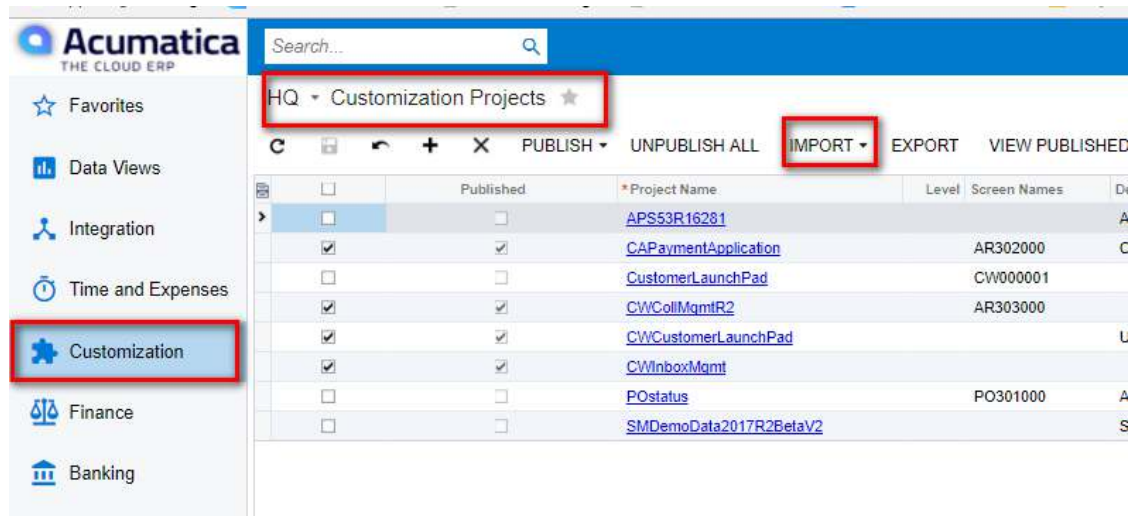 Acumatica
THE CLOUD ERP
Search...
Favorites
Data Views
Integration
Time and Expenses
Customization
Finance
Banking
HQ Customization Projects
PUBLISH UNPUBLISH ALL IMPORT EXPORT VIEW PUBLISHED
Published *Project Name Level Screen Names
APS53R16281 A
CAPaymentApplication AR302000 C
CustomerLaunchPad CW000001
CWCollMgmtR2 AR303000
CWCustomerLaunchPad U
CWInboxMgmt
POstatus PO301000 A
SMDemoData2017R2BetaV2 S